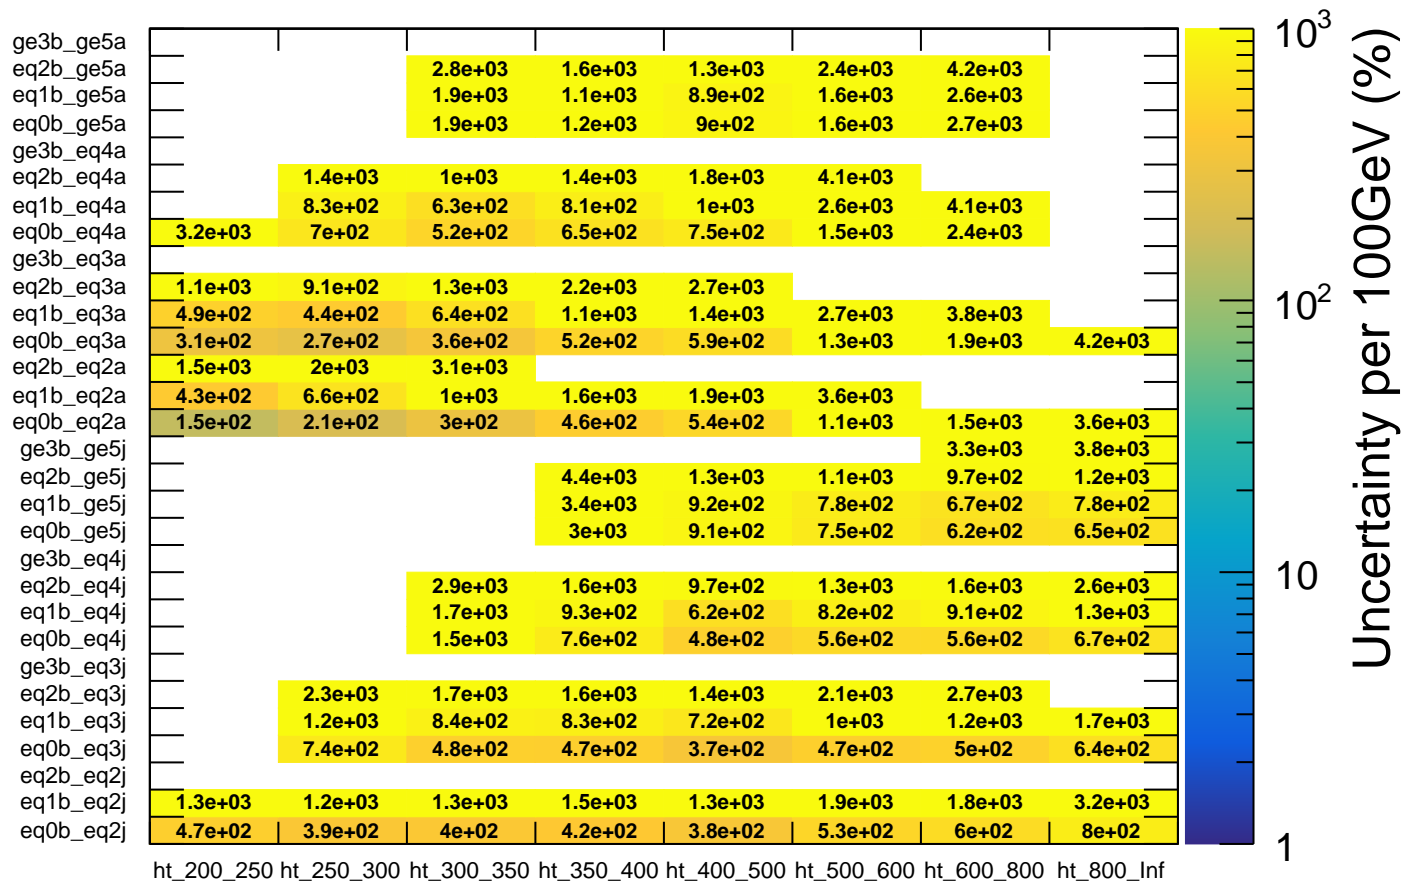 ge3b_ge5a
eq2b_ge5a 2.8e+03 1.6e+03 1.3e+03 2.4e+03 4.2e+03
eq1b_ge5a 1.9e+03 1.1e+03 8.9e+02 1.6e+03 2.6e+03
eq0b_ge5a 1.9e+03 1.2e+03 9e+02 1.6e+03 2.7e+03
ge3b_eq4a
eq2b_eq4a 1.4e+03 1e+03 1.4e+03 1.8e+03 4.1e+03
eq1b_eq4a 8.3e+02 6.3e+02 8.1e+02 1e+03 2.6e+03 4.1e+03
eq0b_eq4a 3.2e+03 7e+02 5.2e+02 6.5e+02 7.5e+02 1.5e+03 2.4e+03
ge3b_eq3a
eq2b_eq3a 1.1e+03 9.1e+02 1.3e+03 2.2e+03 2.7e+03
eq1b_eq3a 4.9e+02 4.4e+02 6.4e+02 1.1e+03 1.4e+03 2.7e+03 3.8e+03
eq0b_eq3a 3.1e+02 2.7e+02 3.6e+02 5.2e+02 5.9e+02 1.3e+03 1.9e+03 4.2e+03
eq2b_eq2a 1.5e+03 2e+03 3.1e+03
eq1b_eq2a 4.3e+02 6.6e+02 1e+03 1.6e+03 1.9e+03 3.6e+03
eq0b_eq2a 1.5e+02 2.1e+02 3e+02 4.6e+02 5.4e+02 1.1e+03 1.5e+03 3.6e+03
ge3b_ge5j 3.3e+03 3.8e+03
eq2b_ge5j 4.4e+03 1.3e+03 1.1e+03 9.7e+02 1.2e+03
eq1b_ge5j 3.4e+03 9.2e+02 7.8e+02 6.7e+02 7.8e+02
eq0b_ge5j 3e+03 9.1e+02 7.5e+02 6.2e+02 6.5e+02
ge3b_eq4j
eq2b_eq4j 2.9e+03 1.6e+03 9.7e+02 1.3e+03 1.6e+03 2.6e+03
eq1b_eq4j 1.7e+03 9.3e+02 6.2e+02 8.2e+02 9.1e+02 1.3e+03
eq0b_eq4j 1.5e+03 7.6e+02 4.8e+02 5.6e+02 5.6e+02 6.7e+02
ge3b_eq3j
eq2b_eq3j 2.3e+03 1.7e+03 1.6e+03 1.4e+03 2.1e+03 2.7e+03
eq1b_eq3j 1.2e+03 8.4e+02 8.3e+02 7.2e+02 1e+03 1.2e+03 1.7e+03
eq0b_eq3j 7.4e+02 4.8e+02 4.7e+02 3.7e+02 4.7e+02 5e+02 6.4e+02
eq2b_eq2j
eq1b_eq2j 1.3e+03 1.2e+03 1.3e+03 1.5e+03 1.3e+03 1.9e+03 1.8e+03 3.2e+03
eq0b_eq2j 4.7e+02 3.9e+02 4e+02 4.2e+02 3.8e+02 5.3e+02 6e+02 8e+02
ht_200_250 ht_250_300 ht_300_350 ht_350_400 ht_400_500 ht_500_600 ht_600_800 ht_800_Inf
10³
10²
10
1
Uncertainty per 100GeV (%)